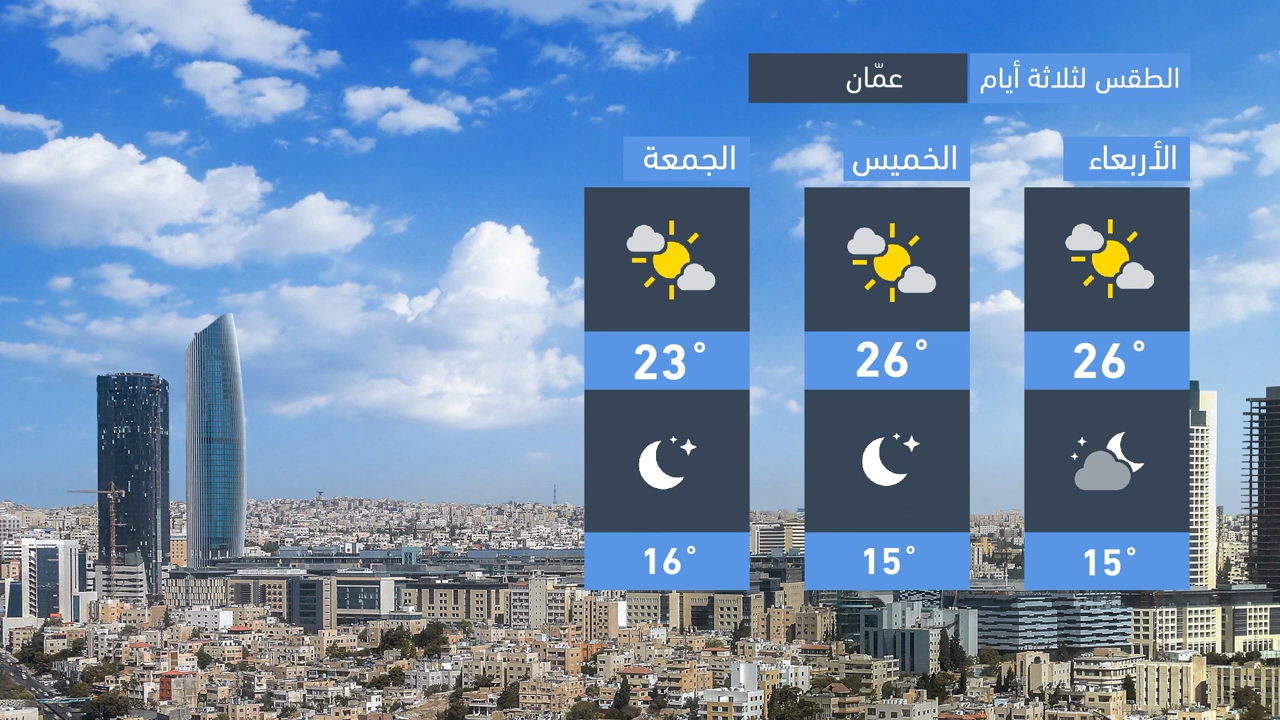 الطقس لثلاثة أيام
عمّان
الأربعاء
الخميس
الجمعة
26°
26°
23°
15°
15°
16°